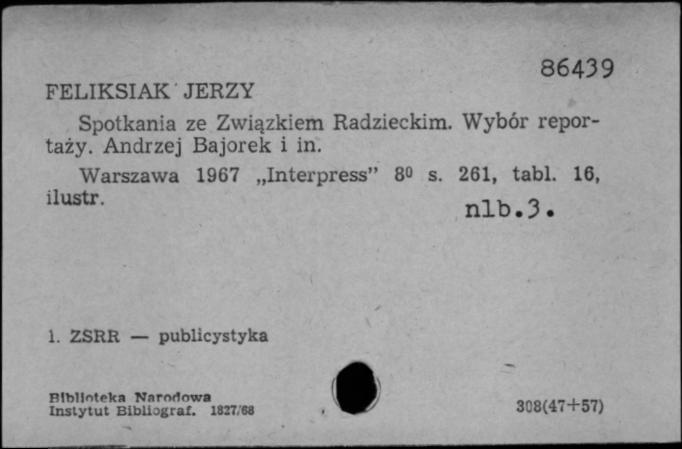 86439
FELIKSIAK JERZY
Spotkania ze Związkiem Radzieckim. Wybór repor-
taży. Andrzej Bajorek i in.
Warszawa 1967 „Interpress” 8⁰ s. 261, tabl. 16,
ilustr.
nlb.3.
1. ZSRR — publicystyka
Biblioteka Narodowa
Instytut Bibliograf. 1827/68
308(47+57)